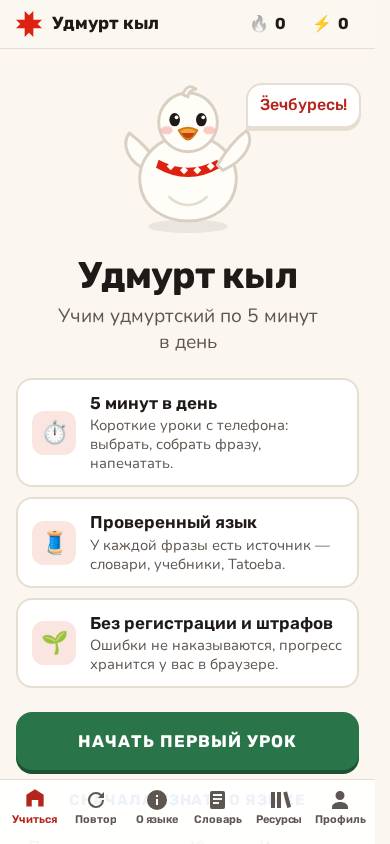 Удмурт кыл
0
0
Ӟечбуресь!
Удмурт кыл
Учим удмуртский по 5 минут
в день
5 минут в день
Короткие уроки с телефона:
выбрать, собрать фразу,
напечатать.
Проверенный язык
У каждой фразы есть источник —
словари, учебники, Tatoeba.
Без регистрации и штрафов
Ошибки не наказываются, прогресс
хранится у вас в браузере.
НАЧАТЬ ПЕРВЫЙ УРОК
Учиться Повтор О языке Словарь Ресурсы Профиль